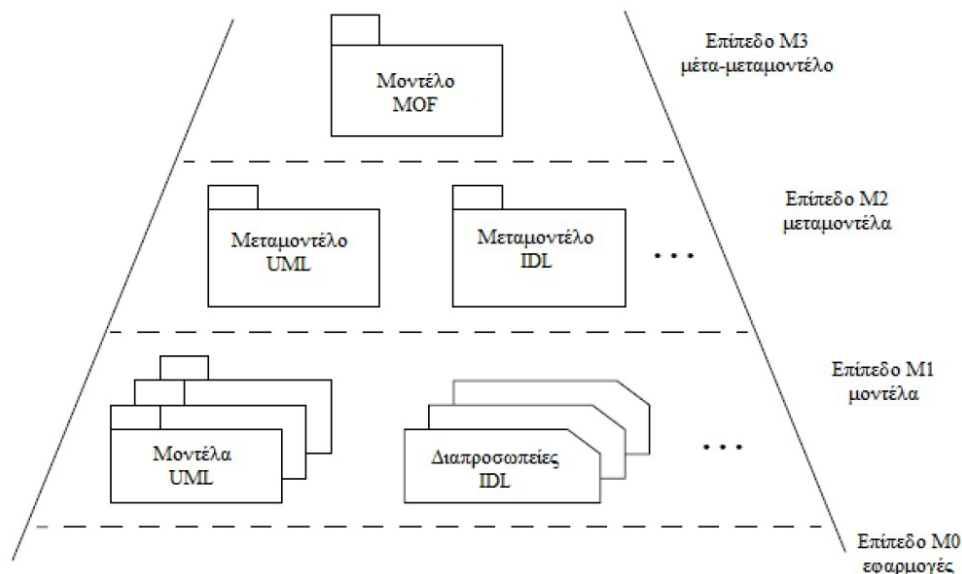 Επίπεδο M3
μέτα-μεταμοντέλο
Μοντέλο
MOF
Επίπεδο M2
μεταμοντέλα
Μεταμοντέλο
UML
Μεταμοντέλο
IDL
...
Επίπεδο M1
μοντέλα
Μοντέλα
UML
Διαπροσωπείες
IDL
...
Επίπεδο M0
εφαρμογές